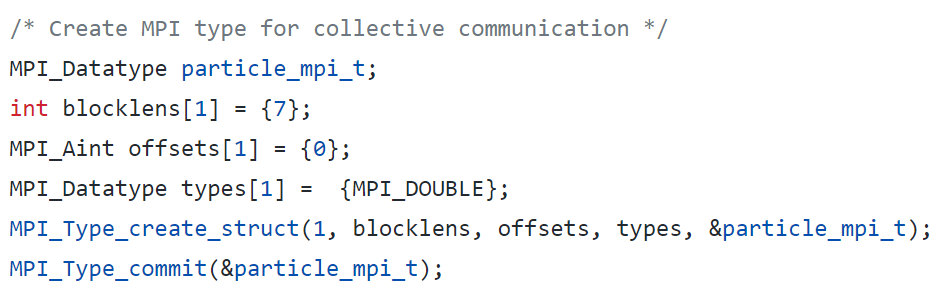 /* Create MPI type for collective communication */
MPI_Datatype particle_mpi_t;
int blocklens[1] = {7};
MPI_Aint offsets[1] = {0};
MPI_Datatype types[1] =  {MPI_DOUBLE};
MPI_Type_create_struct(1, blocklens, offsets, types, &particle_mpi_t);
MPI_Type_commit(&particle_mpi_t);